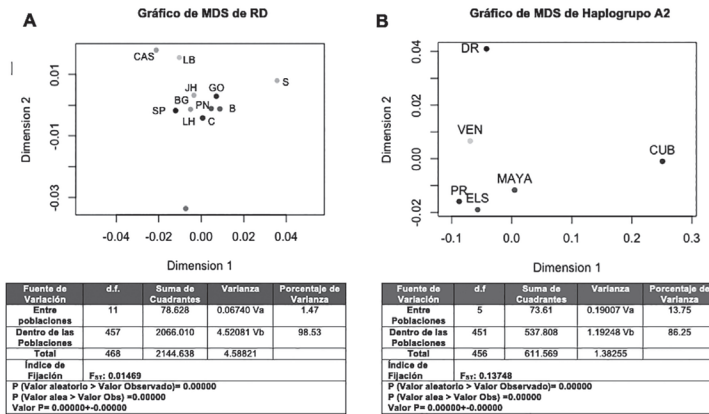 A
Gráfico de MDS de RD
Dimension 2
0.01
-0.01
-0.03
CAS
LB
S
JH
GO
BG
PN
B
SP
LH
C
-0.04
-0.02
0.00
0.02
0.04
Dimension 1
Fuente de Variación d.f. Suma de Cuadrantes Varianza Porcentaje de Varianza
Entre poblaciones 11 78.628 0.06740 Va 1.47
Dentro de las Poblaciones 457 2066.010 4.52081 Vb 98.53
Total 468 2144.638 4.58821
Índice de Fijación FST: 0.01469
P (Valor aleatorio > Valor Observado)= 0.00000
P (Valor alea > Valor Obs) =0.00000
Valor P= 0.00000+-0.00000
B
Gráfico de MDS de Haplogrupo A2
Dimension 2
0.04
0.02
0.00
-0.02
DR
VEN
CUB
MAYA
PR
ELS
-0.1
0.0
0.1
0.2
0.3
Dimension 1
Fuente de Variación d.f Suma de Cuadrantes Varianza Porcentaje de Varianza
Entre Poblaciones 5 73.61 0.19007 Va 13.75
Dentro de las Poblaciones 451 537.808 1.19248 Vb 86.25
Total 456 611.569 1.38255
Índice de Fijación FST: 0.13748
P (Valor aleatorio > Valor Observado)= 0.00000
P (Valor alea > Valor Obs) = 0.00000
Valor P= 0.00000+-0.00000